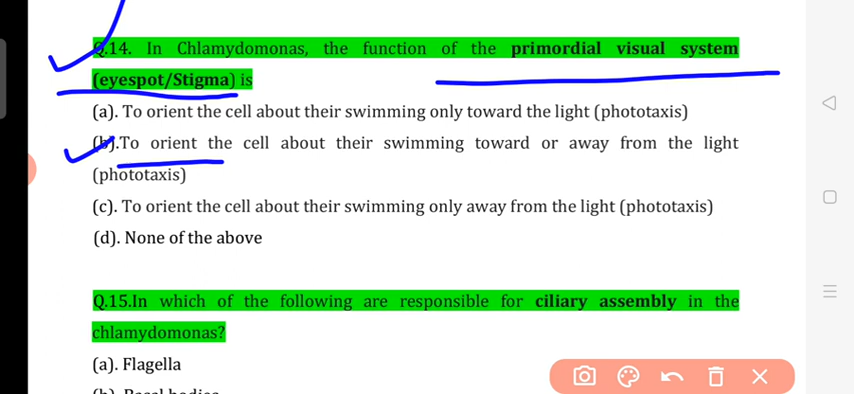 Q.14. In Chlamydomonas, the function of the primordial visual system
(eyespot/Stigma) is
(a). To orient the cell about their swimming only toward the light (phototaxis)
(b).To orient the cell about their swimming toward or away from the light
(phototaxis)
(c). To orient the cell about their swimming only away from the light (phototaxis)
(d). None of the above
Q.15.In which of the following are responsible for ciliary assembly in the
chlamydomonas?
(a). Flagella
(b). Basal bodies